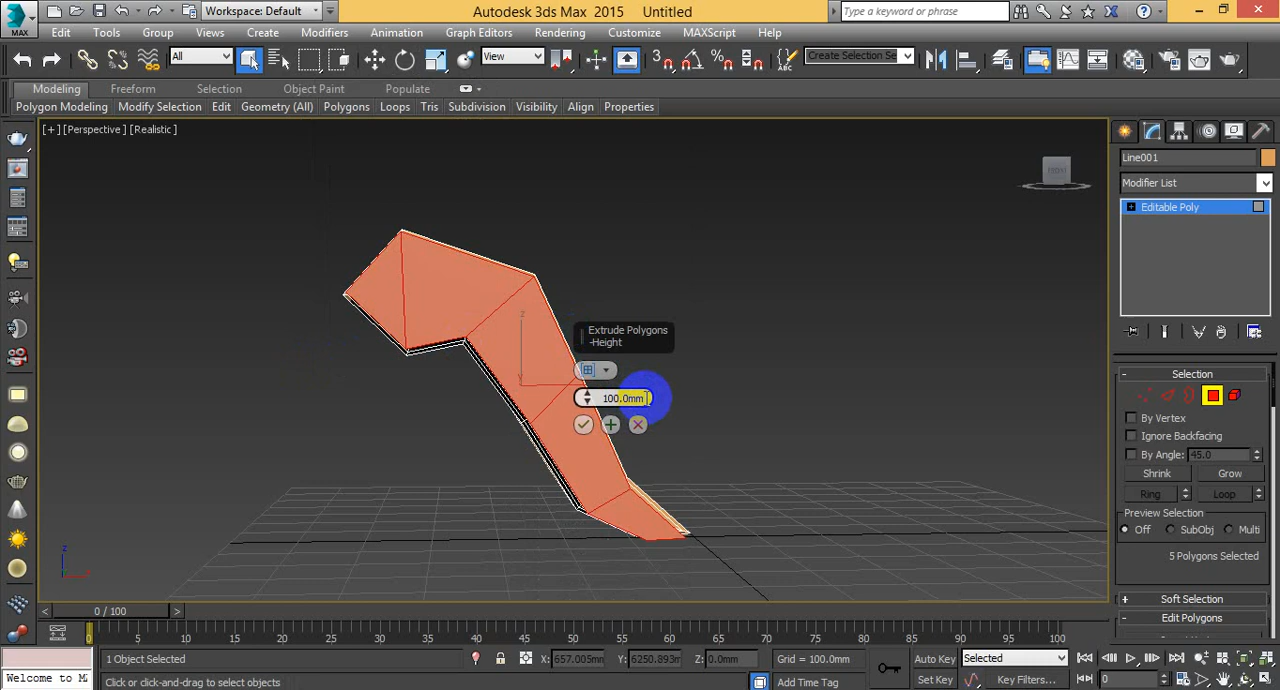 MAX
Workspace: Default
Autodesk 3ds Max 2015 Untitled
Type a keyword or phrase
Edit Tools Group Views Create Modifiers Animation Graph Editors Rendering Customize MAXScript Help
All
View
Create Selection Se
Modeling Freeform Selection Object Paint Populate
Polygon Modeling Modify Selection Edit Geometry (All) Polygons Loops Tris Subdivision Visibility Align Properties
[+] [Perspective] [Realistic]
Line001
Modifier List
Editable Poly
Extrude Polygons
-Height
100.0mm
z
z
Selection
By Vertex
Ignore Backfacing
By Angle: 45.0
Shrink Grow
Ring Loop
Preview Selection
Off SubObj Multi
5 Polygons Selected
Soft Selection
Edit Polygons
0 / 100
0 5 10 15 20 25 30 35 40 45 50 55 60 65 70 75 80 85 90 95 100
1 Object Selected X: 657.005mm Y: 6250.893m Z: 0.0mm Grid = 100.0mm Auto Key Selected
Welcome to M Click or click-and-drag to select objects Add Time Tag Set Key Key Filters... 0